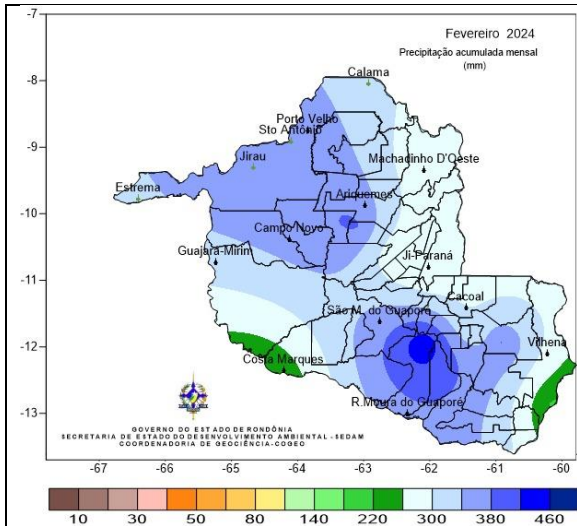 Fevereiro 2024
Precipitação acumulada mensal
(mm)
-7
-8
-9
-10
-11
-12
-13
Calama
Porto Velho
Sto Antônio
Jirau
Machadinho D'Oeste
Estrema
Ariquemes
Campo Novo
Guajará-Mirim
Ji-Paraná
Cacoal
São M. do Guaporé
Vilhena
Costa Marques
R.Moura do Guaporé
GOVERNO DO ESTADO DE RONDÔNIA
SECRETARIA DE ESTADO DO DESENVOLVIMENTO AMBIENTAL -SEDAM
COORDENADORIA DE GEOCIÊNCIA-COGEO
-67 -66 -65 -64 -63 -62 -61 -60
10 30 50 80 140 220 300 380 460